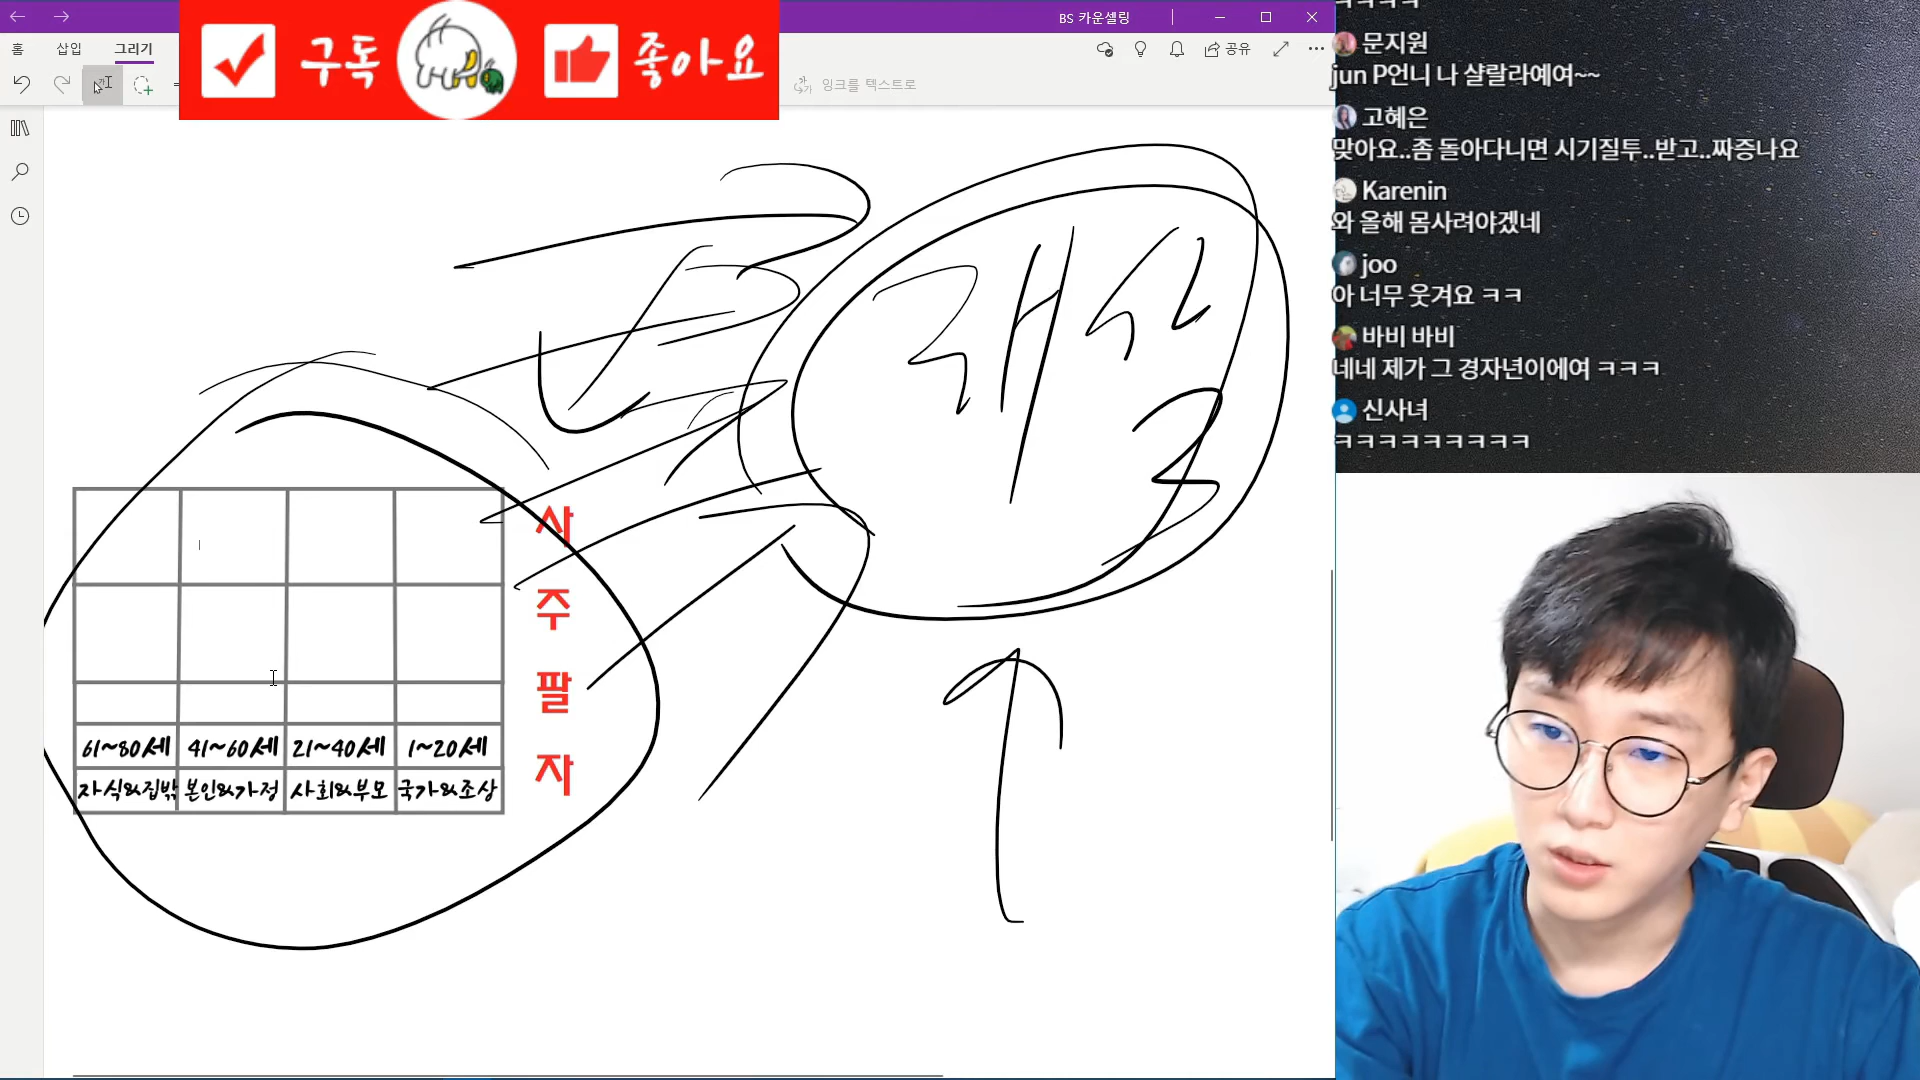 BS 카운셀링
홈 삽입 그리기
구독 좋아요
공유
잉크를 텍스트로
사
주
팔
자
61~80세 41~60세 21~40세 1~20세
자식&집밖 본인&가정 사회&부모 국가&조상
문지원
jun P언니 나 샬랄라예여~~
고혜은
맞아요..좀 돌아다니면 시기질투..받고..짜증나요
Karenin
와 올해 몸사려야겠네
joo
아 너무 웃겨요 ㅋㅋ
바비 바비
네네 제가 그 경자년이에여 ㅋㅋㅋ
신사녀
ㅋㅋㅋㅋㅋㅋㅋㅋㅋ